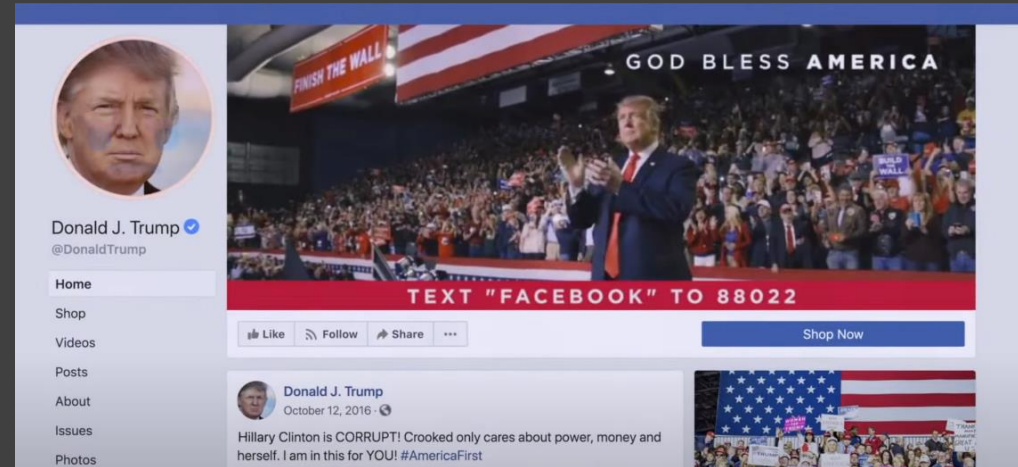 FINISH THE WALL
GOD BLESS AMERICA
BUILD
THE
WALL
TEXT "FACEBOOK" TO 88022
Donald J. Trump
@DonaldTrump
Home
Shop
Videos
Posts
About
Issues
Photos
Like Follow Share ...
Shop Now
Donald J. Trump
October 12, 2016 ·
Hillary Clinton is CORRUPT! Crooked only cares about power, money and
herself. I am in this for YOU! #AmericaFirst